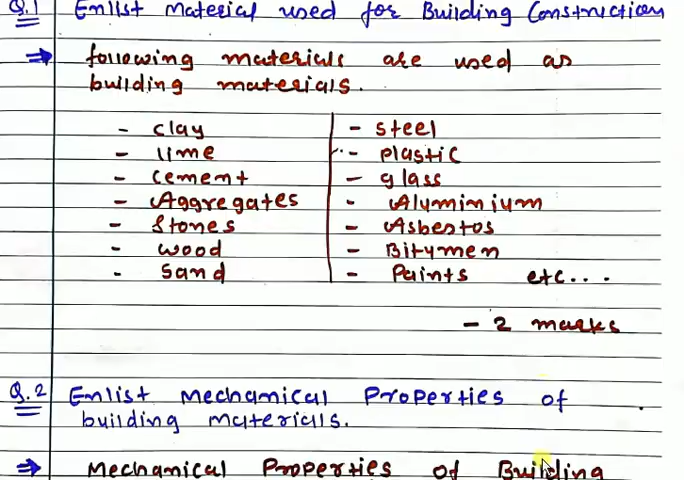 Q.1 Enlist Material used for Building Construction
⇒ following materials are used as
building materials.
- clay
- lime
- cement
- Aggregates
- Stones
- wood
- Sand
- steel
- Plastic
- glass
- Aluminium
- Asbestos
- Bitymen
- Paints etc...
- 2 marks
Q.2 Enlist Mechanical Properties of
building materials.
⇒ Mechanical Properties of Building